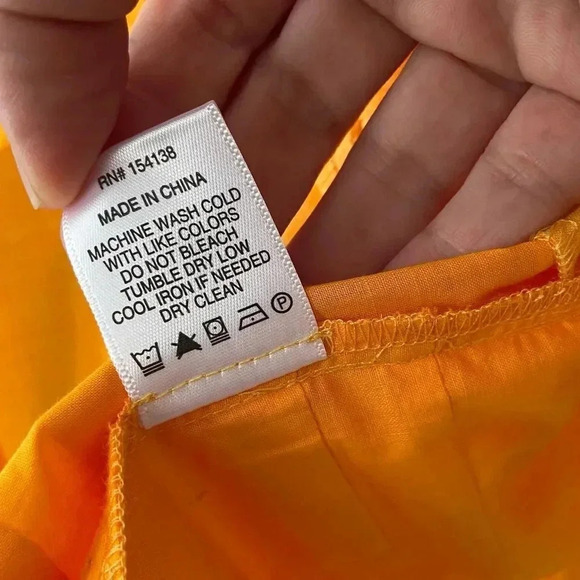 RN# 154138
MADE IN CHINA
MACHINE WASH COLD
WITH LIKE COLORS
DO NOT BLEACH
TUMBLE DRY LOW
COOL IRON IF NEEDED
DRY CLEAN
P